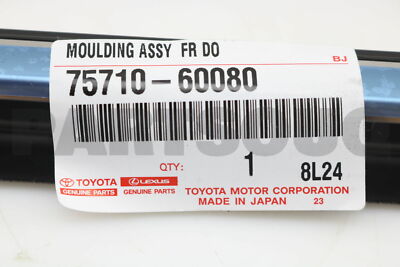 MOULDING ASSY FR DO
BJ
75710-60080
QTY: 1 8L24
TOYOTA LEXUS
GENUINE PARTS GENUINE PARTS
TOYOTA MOTOR CORPORATION
MADE IN JAPAN 23